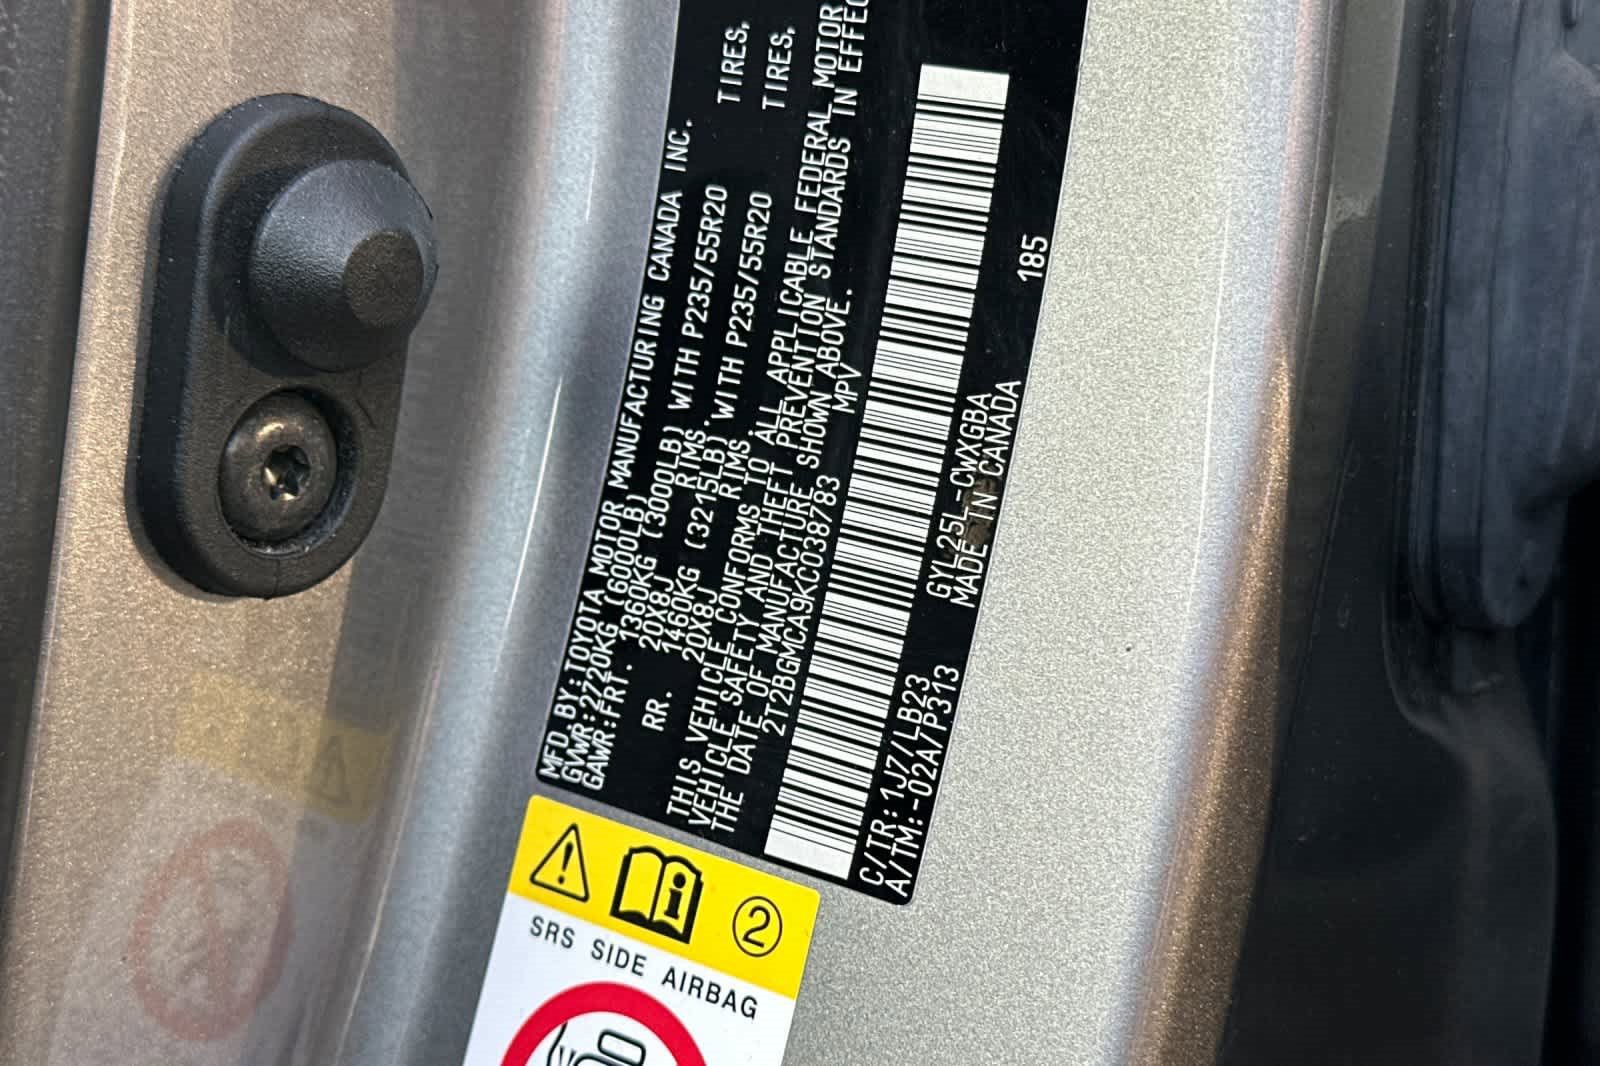 MFD.BY:TOYOTA MOTOR MANUFACTURING CANADA INC.
GVWR:2720KG (6000LB)
GAWR:FRT. 1360KG (3000LB) WITH P235/55R20 TIRES,
20X8J RIMS.
RR. 1460KG (3215LB) WITH P235/55R20 TIRES,
20X8J RIMS.
THIS VEHICLE CONFORMS TO ALL APPLICABLE FEDERAL MOTOR
VEHICLE SAFETY AND THEFT PREVENTION STANDARDS IN EFFEC
THE DATE OF MANUFACTURE SHOWN ABOVE.
2T2BGMCA9KC038783 MPV
185
C/TR:1J7/LB23 GYL25L-CWXGBA
A/TM:-02A/P313 MADE IN CANADA
2
SRS SIDE AIRBAG